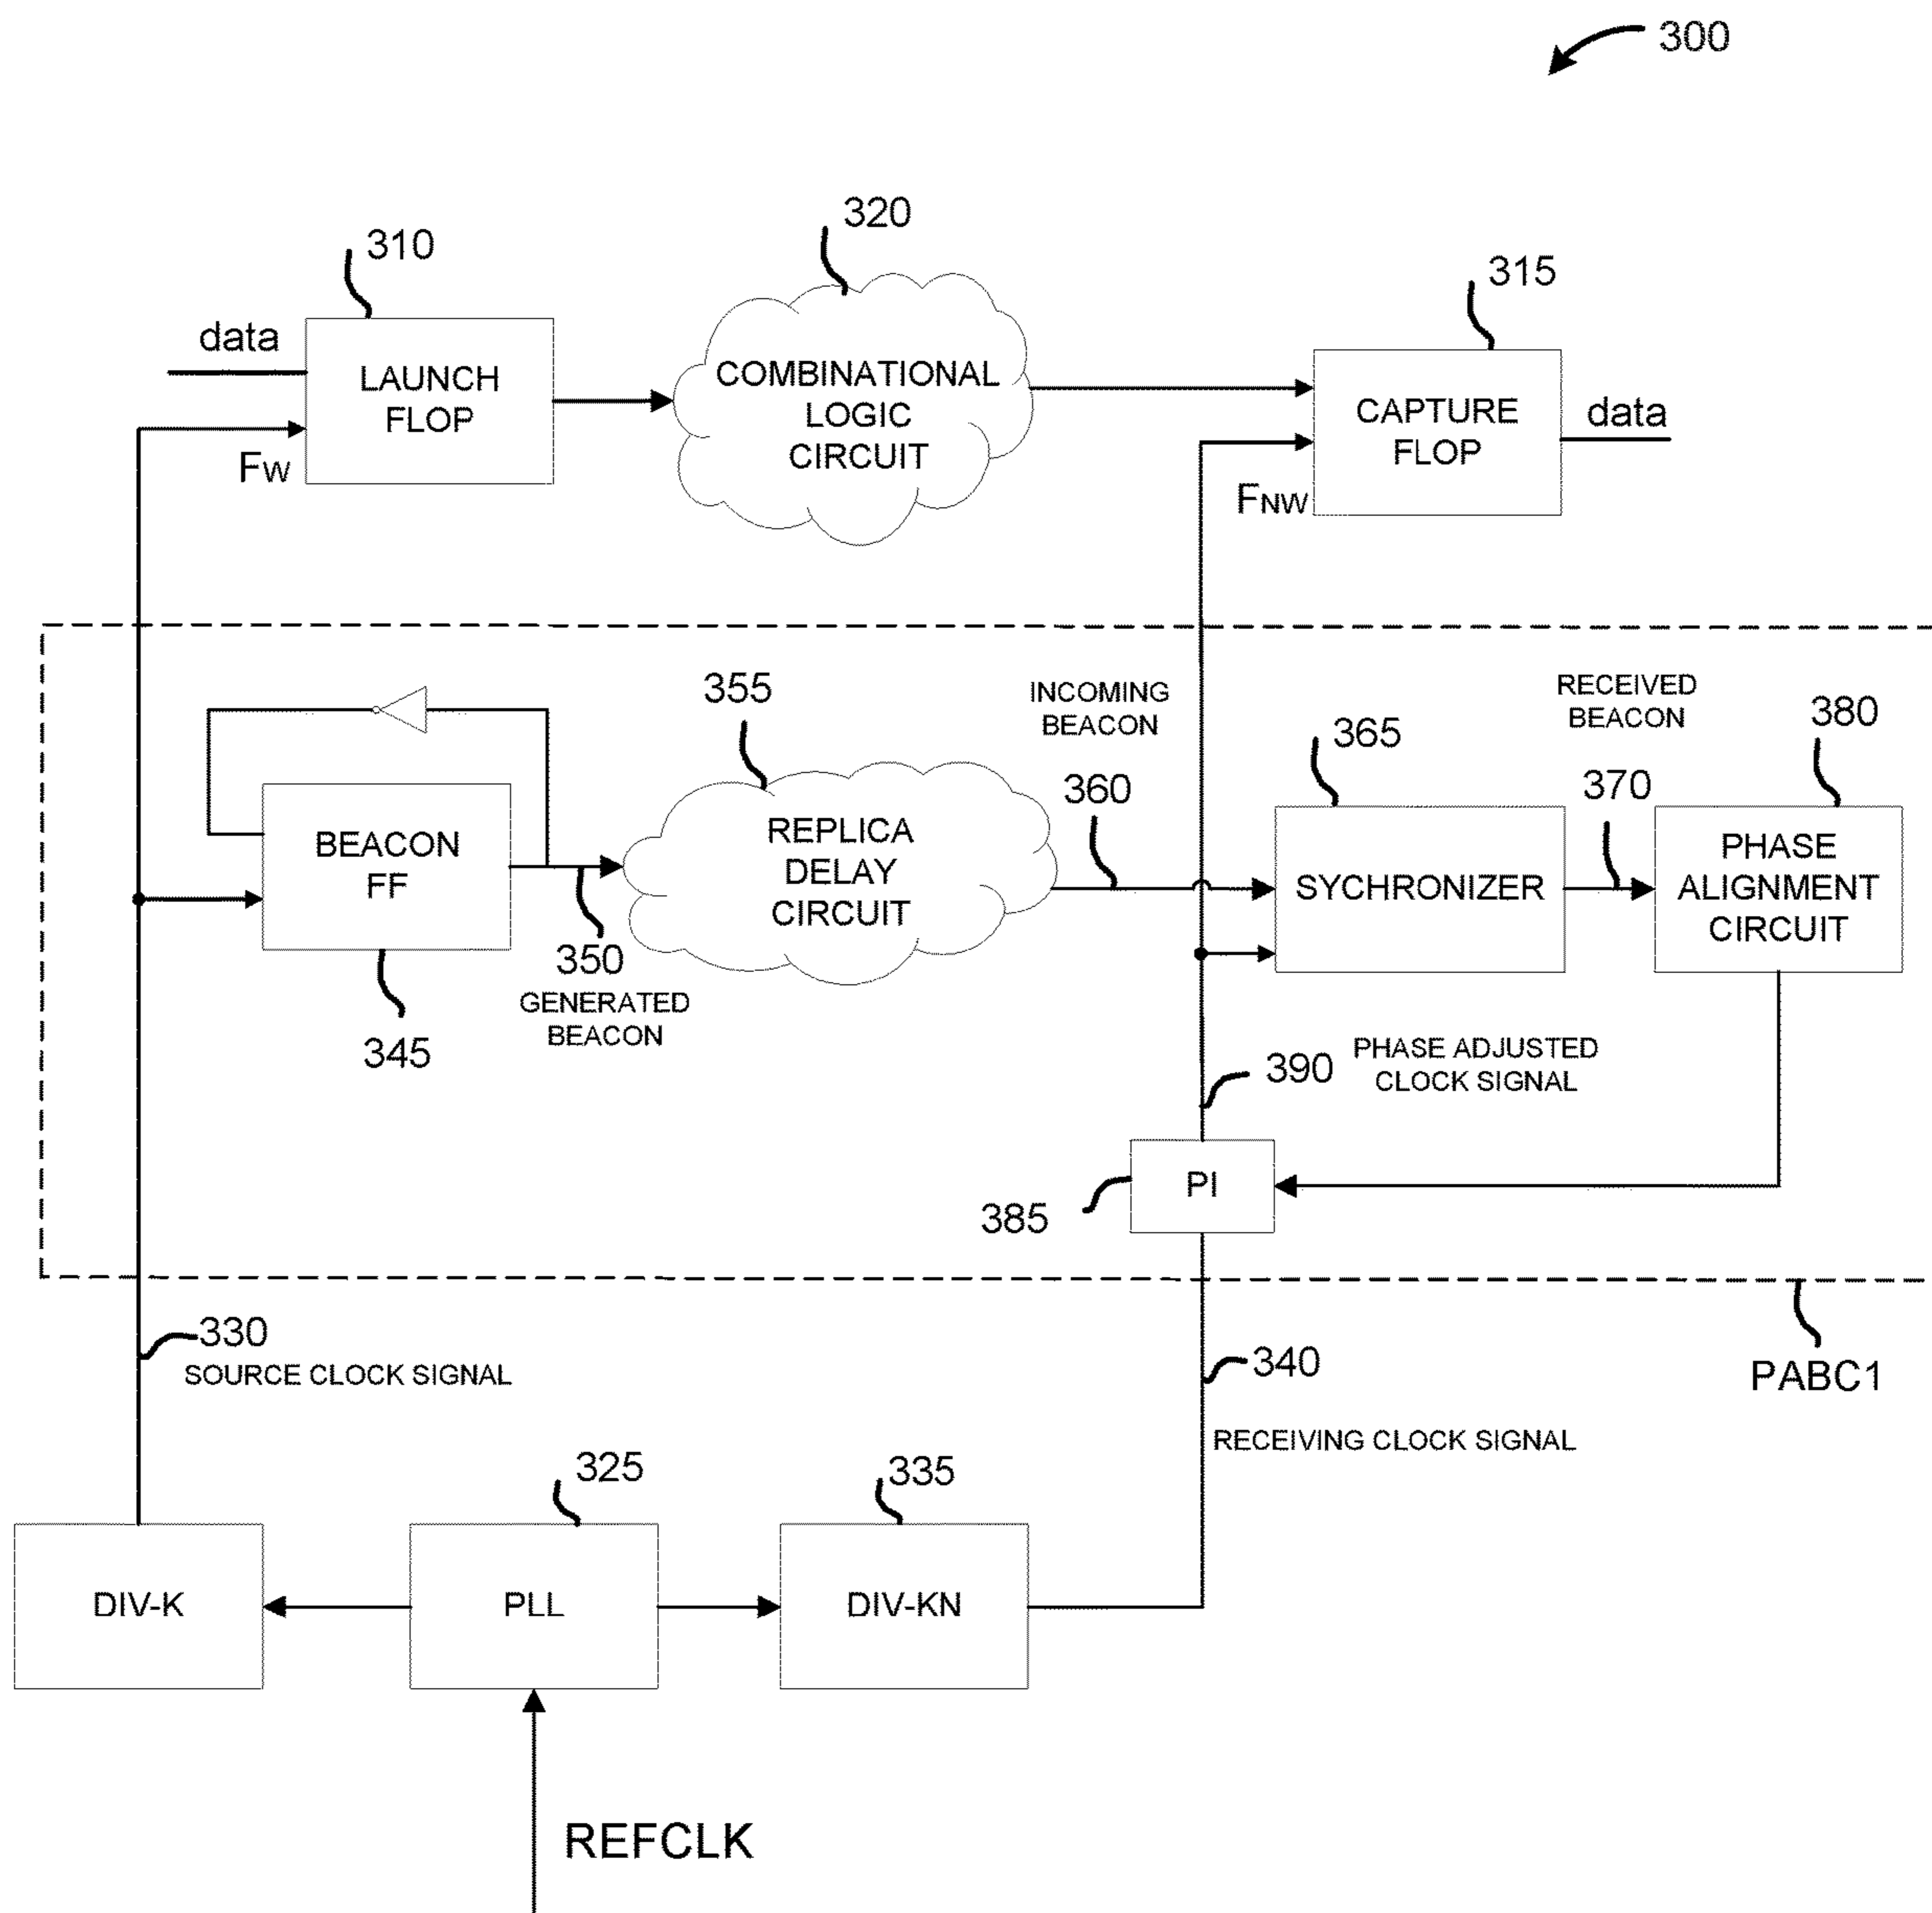 300
320
310
315
data
LAUNCH
FLOP
FW
COMBINATIONAL
LOGIC
CIRCUIT
CAPTURE
FLOP
data
FNW
355
INCOMING
BEACON
RECEIVED
BEACON
380
365
360
370
BEACON
FF
REPLICA
DELAY
CIRCUIT
SYCHRONIZER
PHASE
ALIGNMENT
CIRCUIT
350
GENERATED
BEACON
345
390
PHASE ADJUSTED
CLOCK SIGNAL
PI
385
330
SOURCE CLOCK SIGNAL
340
PABC1
RECEIVING CLOCK SIGNAL
325
335
DIV-K
PLL
DIV-KN
REFCLK